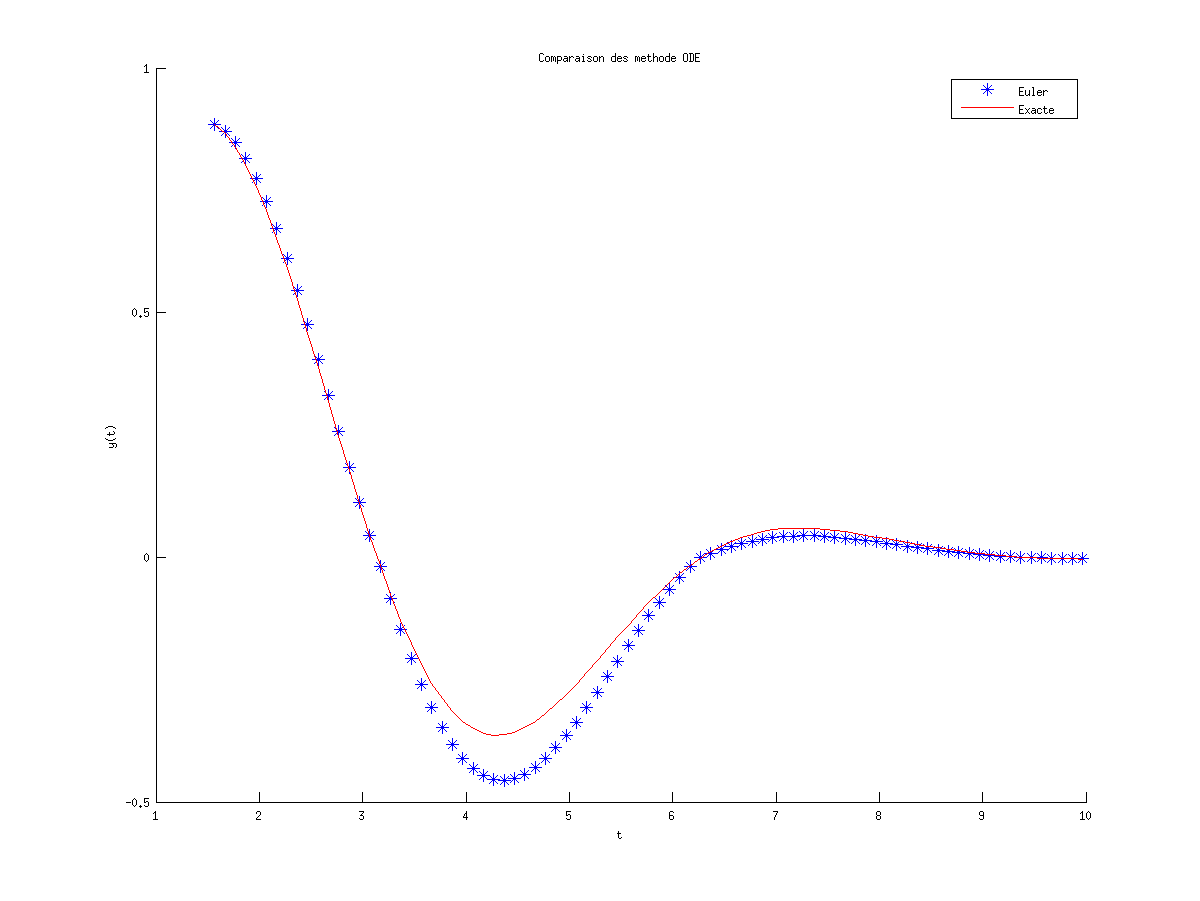 Comparaison des methode ODE
Euler
Exacte
1
0.5
0
-0.5
y(t)
1 2 3 4 5 6 7 8 9 10
t